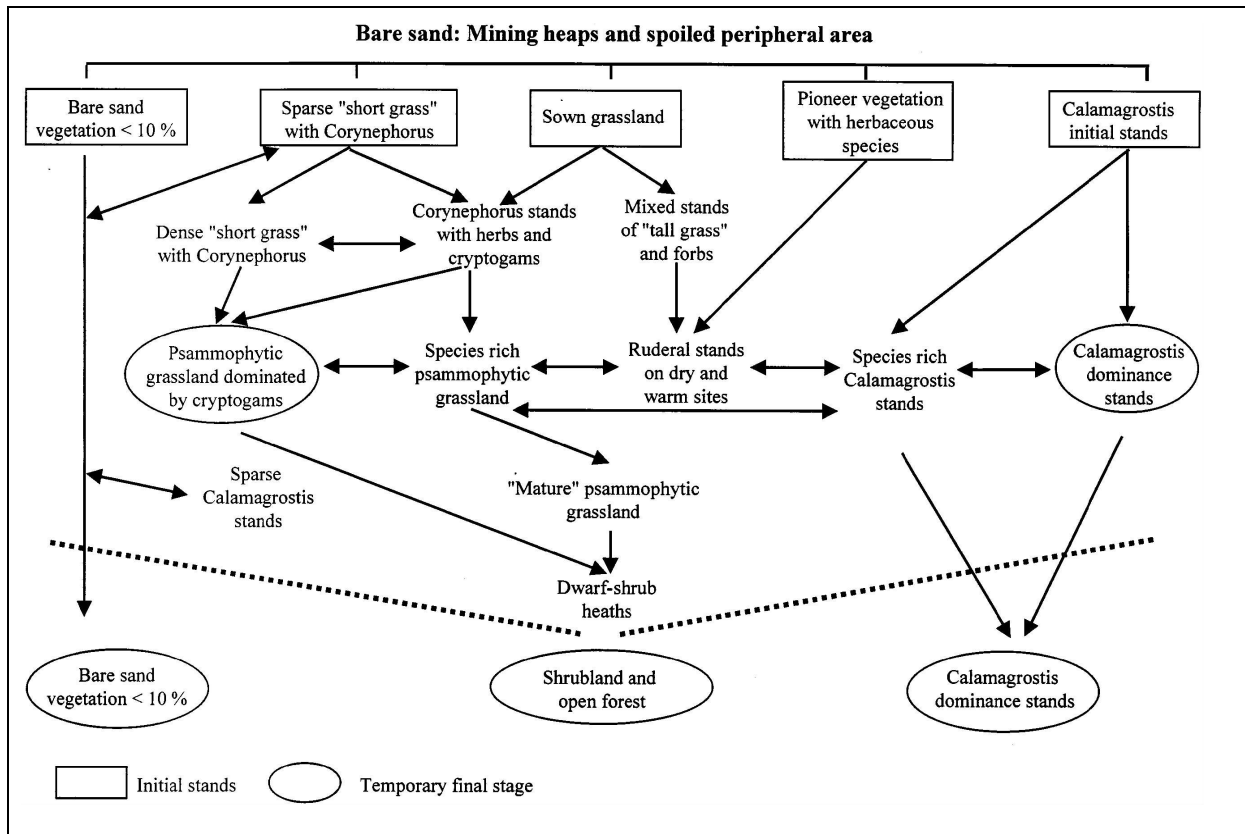 Bare sand: Mining heaps and spoiled peripheral area
Bare sand
vegetation < 10 %
Sparse "short grass"
with Corynephorus
Sown grassland
Pioneer vegetation
with herbaceous
species
Calamagrostis
initial stands
Dense "short grass"
with Corynephorus
Corynephorus stands
with herbs and
cryptogams
Mixed stands
of "tall grass"
and forbs
Psammophytic
grassland dominated
by cryptogams
Species rich
psammophytic
grassland
Ruderal stands
on dry and
warm sites
Species rich
Calamagrostis
stands
Calamagrostis
dominance
stands
Sparse
Calamagrostis
stands
"Mature" psammophytic
grassland
Dwarf-shrub
heaths
Bare sand
vegetation < 10 %
Shrubland and
open forest
Calamagrostis
dominance stands
Initial stands
Temporary final stage